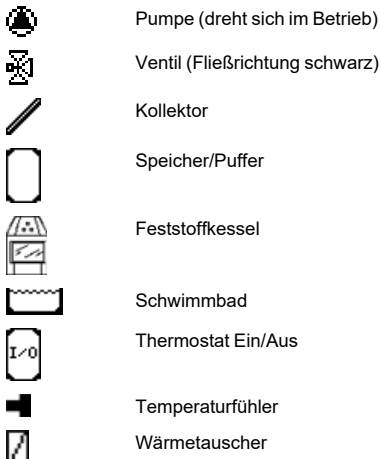 Pumpe (dreht sich im Betrieb)
Ventil (Fließrichtung schwarz)
Kollektor
Speicher/Puffer
Feststoffkessel
Schwimmbad
I/O Thermostat Ein/Aus
Temperaturfühler
Wärmetauscher